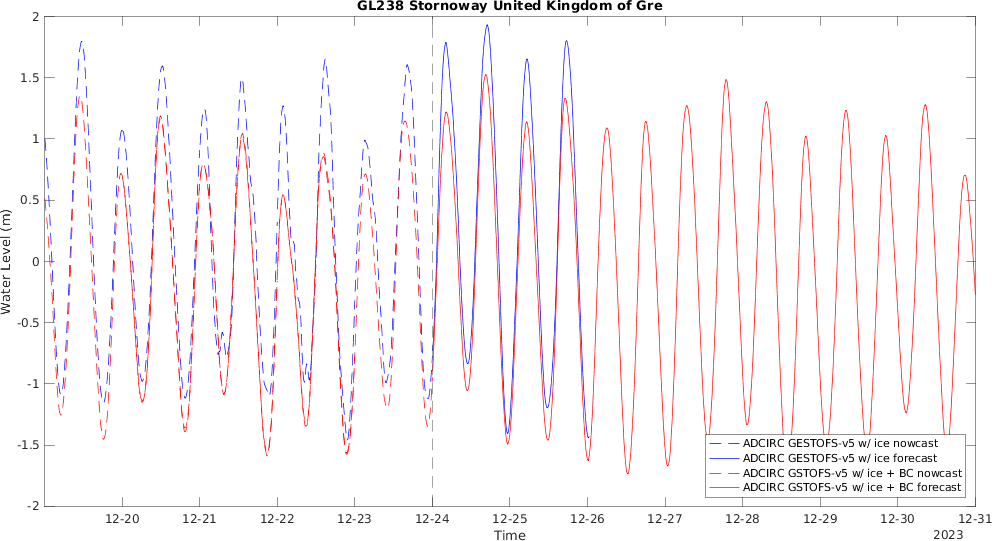 GL238 Stornoway United Kingdom of Gre
2
1.5
1
0.5
0
-0.5
-1
-1.5
-2
Water Level (m)
ADCIRC GESTOFS-v5 w/ ice nowcast
ADCIRC GESTOFS-v5 w/ ice forecast
ADCIRC GSTOFS-v5 w/ ice + BC nowcast
ADCIRC GSTOFS-v5 w/ ice + BC forecast
12-20 12-21 12-22 12-23 12-24 12-25 12-26 12-27 12-28 12-29 12-30 12-31
Time
2023